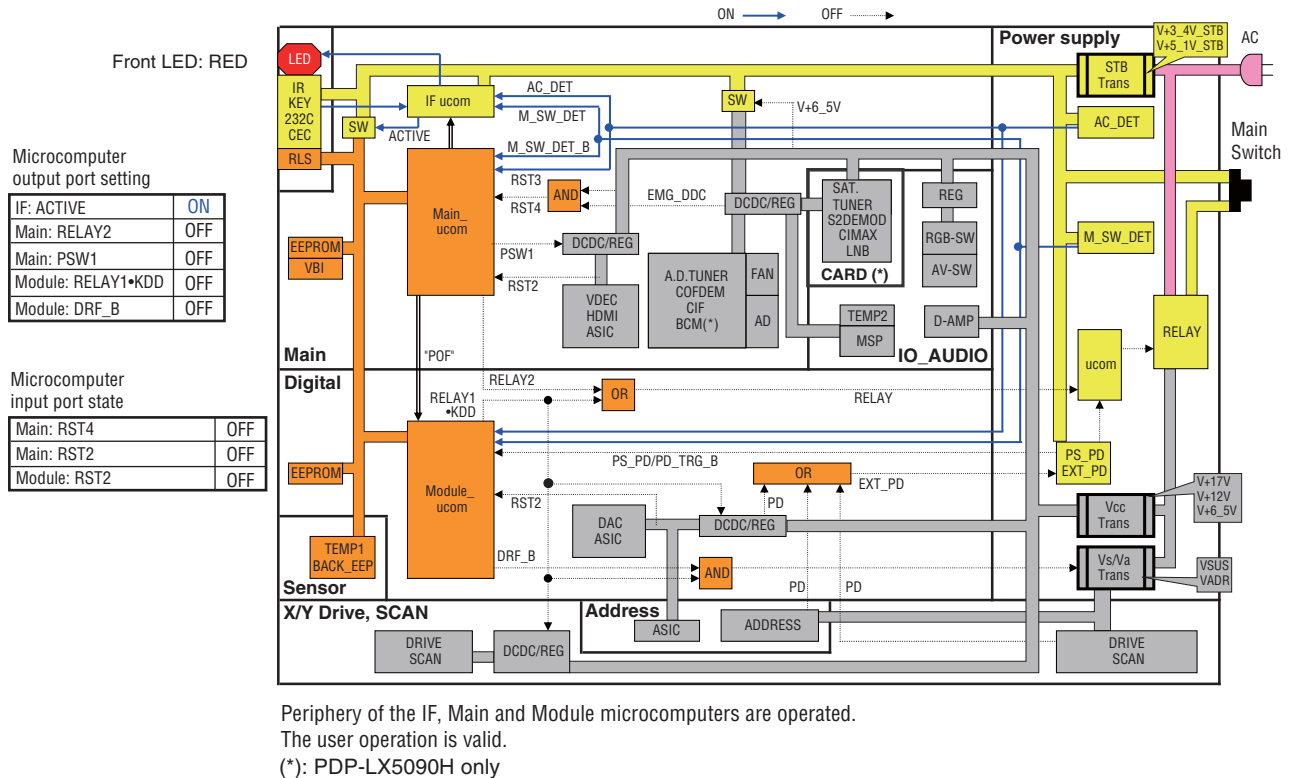 ON
OFF
Front LED: RED
Microcomputer
output port setting
IF: ACTIVE ON
Main: RELAY2 OFF
Main: PSW1 OFF
Module: RELAY1•KDD OFF
Module: DRF_B OFF
Microcomputer
input port state
Main: RST4 OFF
Main: RST2 OFF
Module: RST2 OFF
LED
IR
KEY
232C
CEC
RLS
SW
ACTIVE
IF ucom
AC_DET
M_SW_DET
M_SW_DET_B
SW
V+6_5V
Power supply
V+3_4V_STB
V+5_1V_STB
AC
STB
Trans
AC_DET
Main
Switch
M_SW_DET
RELAY
ucom
Main_
ucom
RST3
RST4
AND
EMG_DDC
DCDC/REG
PSW1
DCDC/REG
RST2
VDEC
HDMI
ASIC
EEPROM
VBI
A.D.TUNER
COFDEM
CIF
BCM(*)
FAN
AD
SAT.
TUNER
S2DEMOD
CIMAX
LNB
CARD (*)
REG
RGB-SW
AV-SW
TEMP2
MSP
D-AMP
IO_AUDIO
Main
"POF"
Digital
RELAY2
RELAY1
•KDD
OR
RELAY
PS_PD/PD_TRG_B
PS_PD
EXT_PD
OR
EXT_PD
EEPROM
Module_
ucom
RST2
PD
DAC
ASIC
DCDC/REG
Vcc
Trans
V+17V
V+12V
V+6_5V
DRF_B
AND
PD
PD
Vs/Va
Trans
VSUS
VADR
TEMP1
BACK_EEP
Sensor
X/Y Drive, SCAN
Address
ASIC
ADDRESS
DRIVE
SCAN
DCDC/REG
DRIVE
SCAN
Periphery of the IF, Main and Module microcomputers are operated.
The user operation is valid.
(*): PDP-LX5090H only